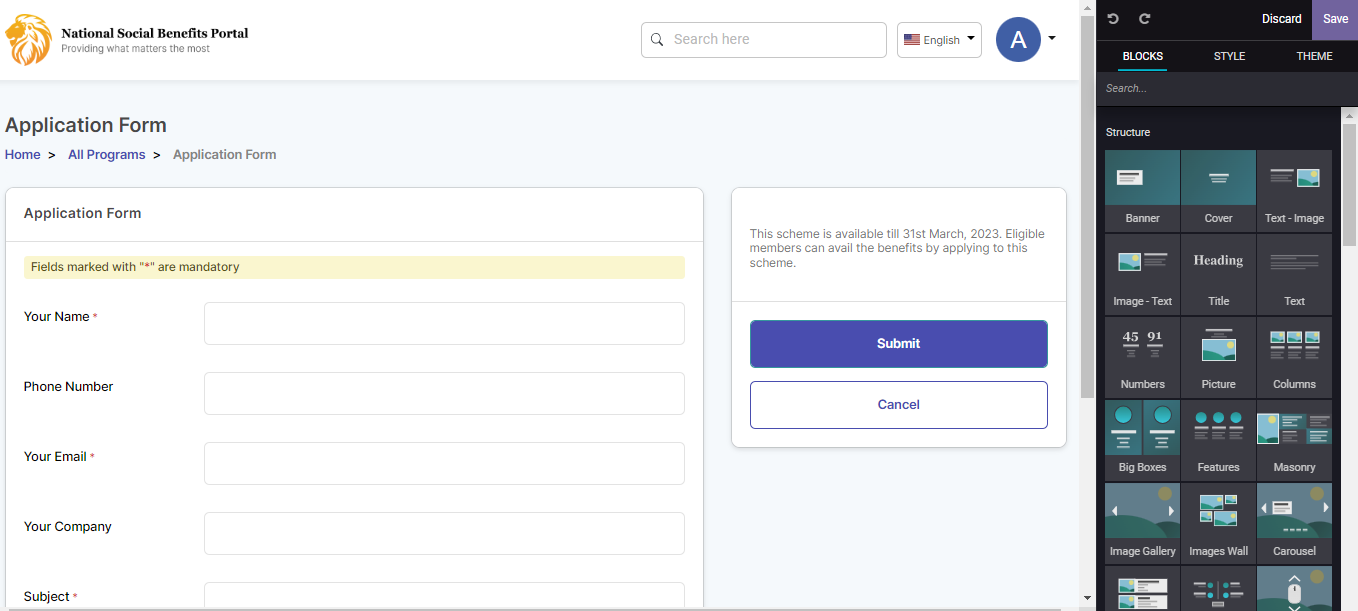 National Social Benefits Portal
Providing what matters the most
Search here
English
A
Discard
Save
BLOCKS
STYLE
THEME
Search...
Application Form
Home > All Programs > Application Form
Application Form
Fields marked with "*" are mandatory
Your Name *
Phone Number
Your Email *
Your Company
Subject *
This scheme is available till 31st March, 2023. Eligible
members can avail the benefits by applying to this
scheme.
Submit
Cancel
Structure
Banner
Cover
Text - Image
Heading
Image - Text
Title
Text
45 91
Numbers
Picture
Columns
Big Boxes
Features
Masonry
Image Gallery
Images Wall
Carousel